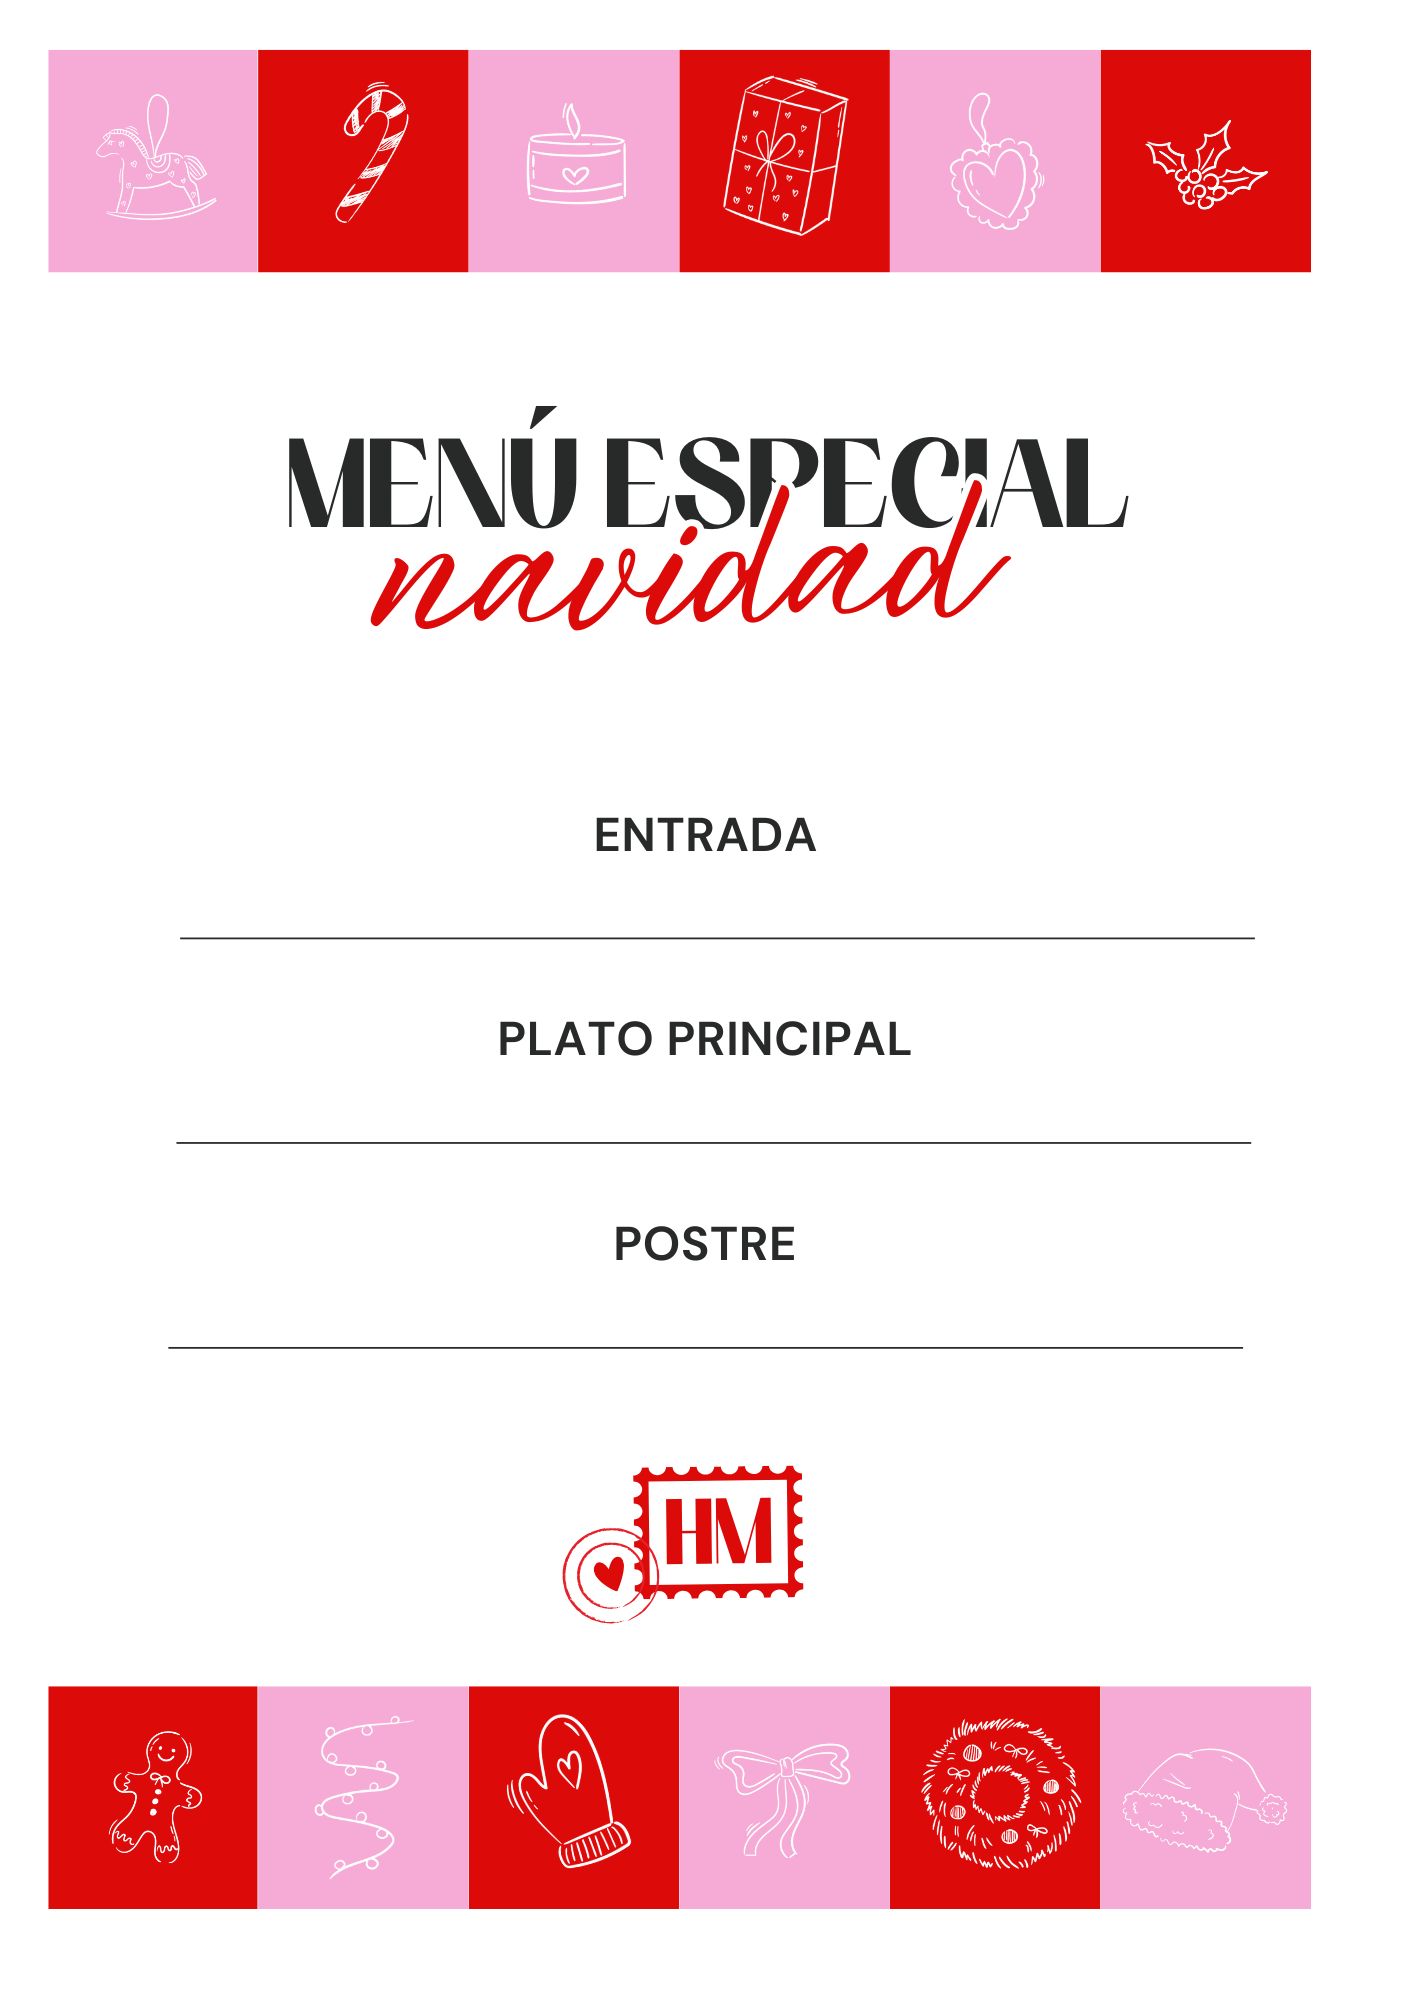 MENÚ ESPECIAL
navidad
ENTRADA
PLATO PRINCIPAL
POSTRE
HM